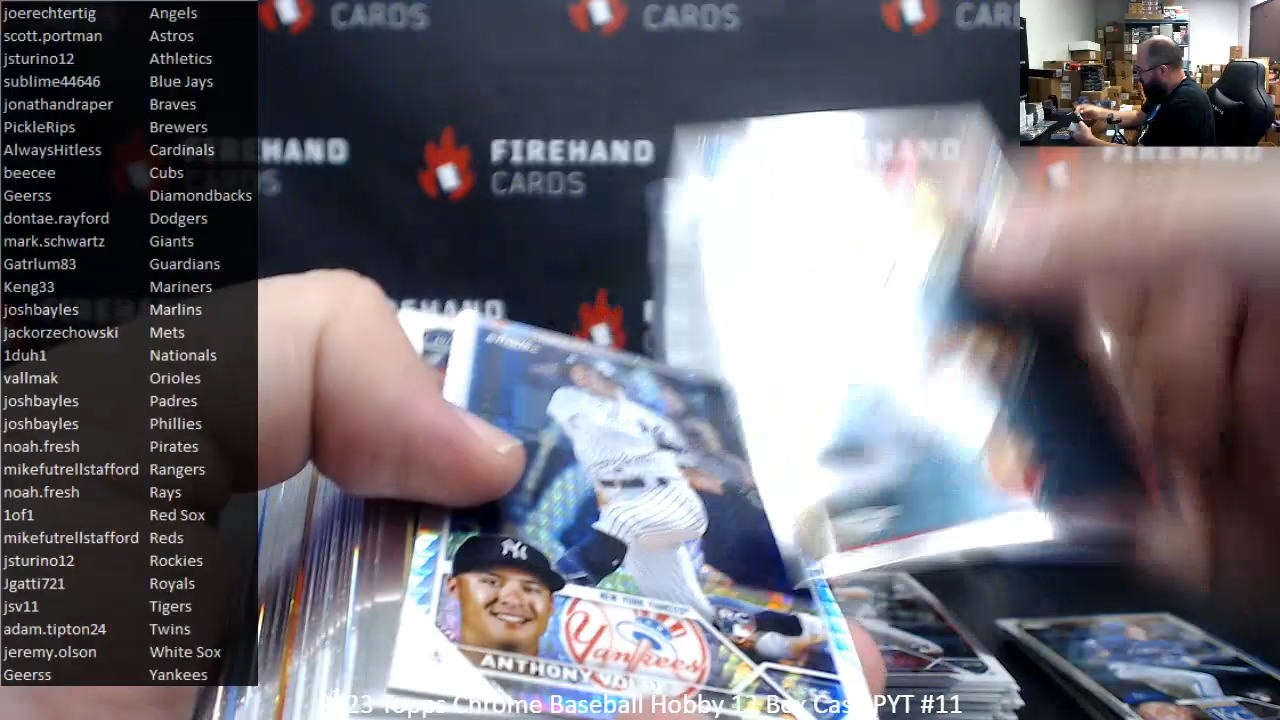 joerechtertig Angels
scott.portman Astros
jsturino12 Athletics
sublime44646 Blue Jays
jonathandraper Braves
PickleRips Brewers
AlwaysHitless Cardinals
beecee Cubs
Geerss Diamondbacks
dontae.rayford Dodgers
mark.schwartz Giants
Gatrlum83 Guardians
Keng33 Mariners
joshbayles Marlins
jackorzechowski Mets
1duh1 Nationals
vallmak Orioles
joshbayles Padres
joshbayles Phillies
noah.fresh Pirates
mikefutrellstafford Rangers
noah.fresh Rays
1of1 Red Sox
mikefutrellstafford Reds
jsturino12 Rockies
Jgatti721 Royals
jsv11 Tigers
adam.tipton24 Twins
jeremy.olson White Sox
Geerss Yankees
CARDS
CARDS
FIREHAND
CARDS
NEW YORK YANKEES
Yankees
ANTHONY
Topps Chrome Baseball Hobby 12 Box Case PYT #11